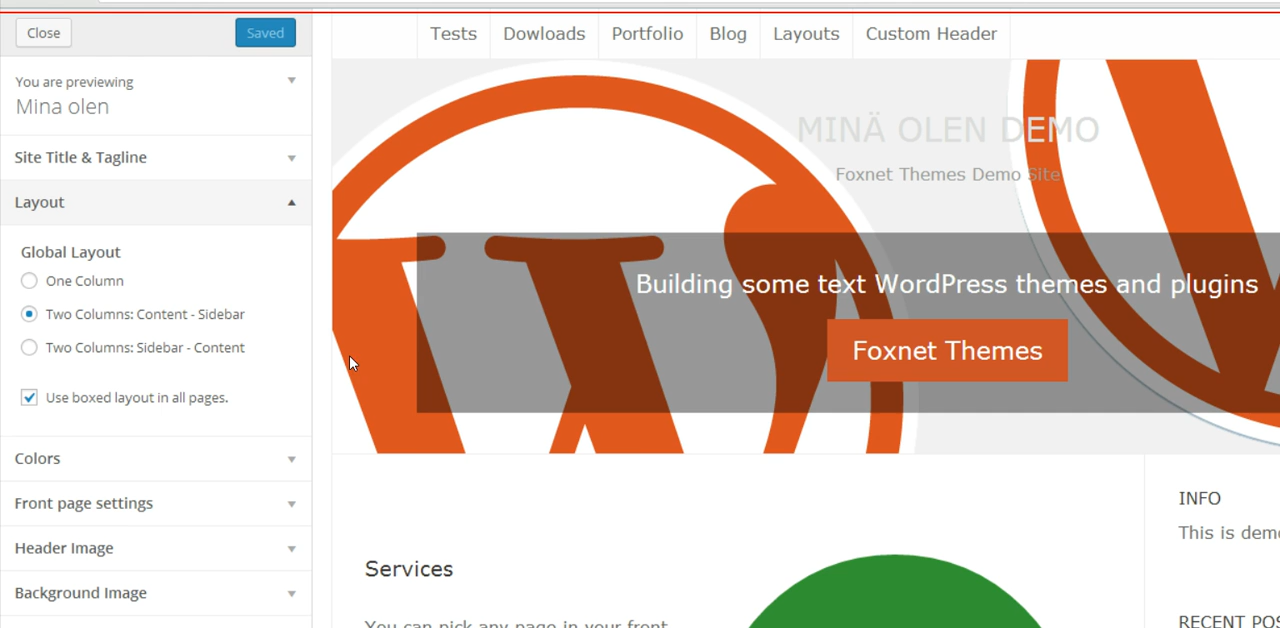 Close
Saved
You are previewing
Mina olen
Site Title & Tagline
Layout
Global Layout
One Column
Two Columns: Content - Sidebar
Two Columns: Sidebar - Content
Use boxed layout in all pages.
Colors
Front page settings
Header Image
Background Image
Tests Dowloads Portfolio Blog Layouts Custom Header
MINÄ OLEN DEMO
Foxnet Themes Demo Site
Building some text WordPress themes and plugins
Foxnet Themes
Services
You can pick any page in your front
INFO
This is demo
RECENT POS